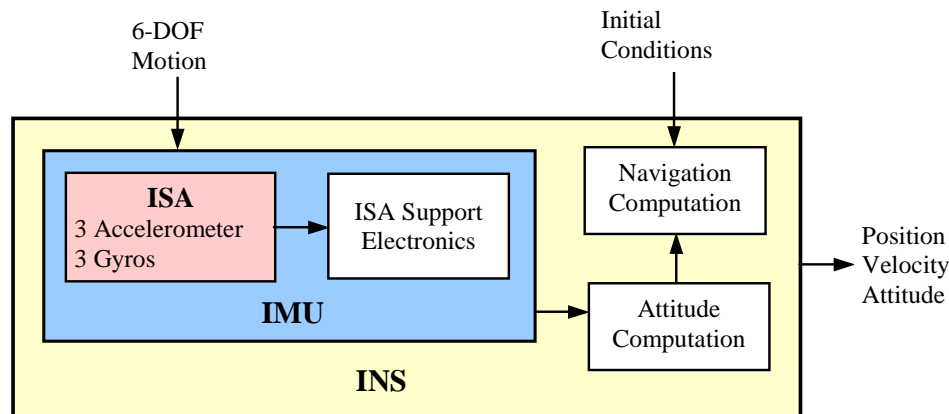 6-DOF
Motion
Initial
Conditions
ISA
3 Accelerometer
3 Gyros
ISA Support
Electronics
IMU
Navigation
Computation
Attitude
Computation
INS
Position
Velocity
Attitude